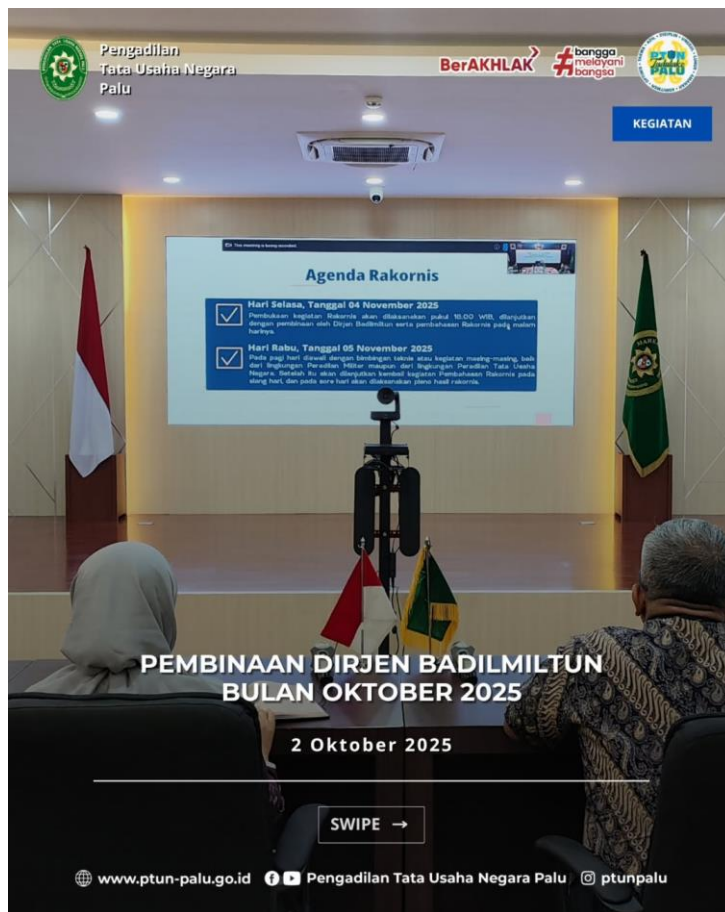 Pengadilan
Tata Usaha Negara
Palu
BerAKHLAK
#bangga
melayani
bangsa
PTUN
PALU
KEGIATAN
Agenda Rakornis
Hari Selasa, Tanggal 04 November 2025
Pembukaan kegiatan Rakornis akan dilaksanakan pukul 16.00 WIB, dilanjutkan
dengan pembinaan oleh Dirjen Badilmiltun serta pembahasan Rakornis pada malam
harinya.
Hari Rabu, Tanggal 05 November 2025
Pada pagi hari diawali dengan bimbingan teknis atau kegiatan masing-masing, baik
dari lingkungan Peradilan Militer maupun dari lingkungan Peradilan Tata Usaha
Negara. Setelah itu akan dilanjutkan kembali kegiatan Pembahasan Rakornis pada
siang hari, dan pada sore hari akan dilaksanakan pleno hasil rakornis.
PEMBINAAN DIRJEN BADILMILTUN
BULAN OKTOBER 2025
2 Oktober 2025
SWIPE →
www.ptun-palu.go.id Pengadilan Tata Usaha Negara Palu ptunpalu